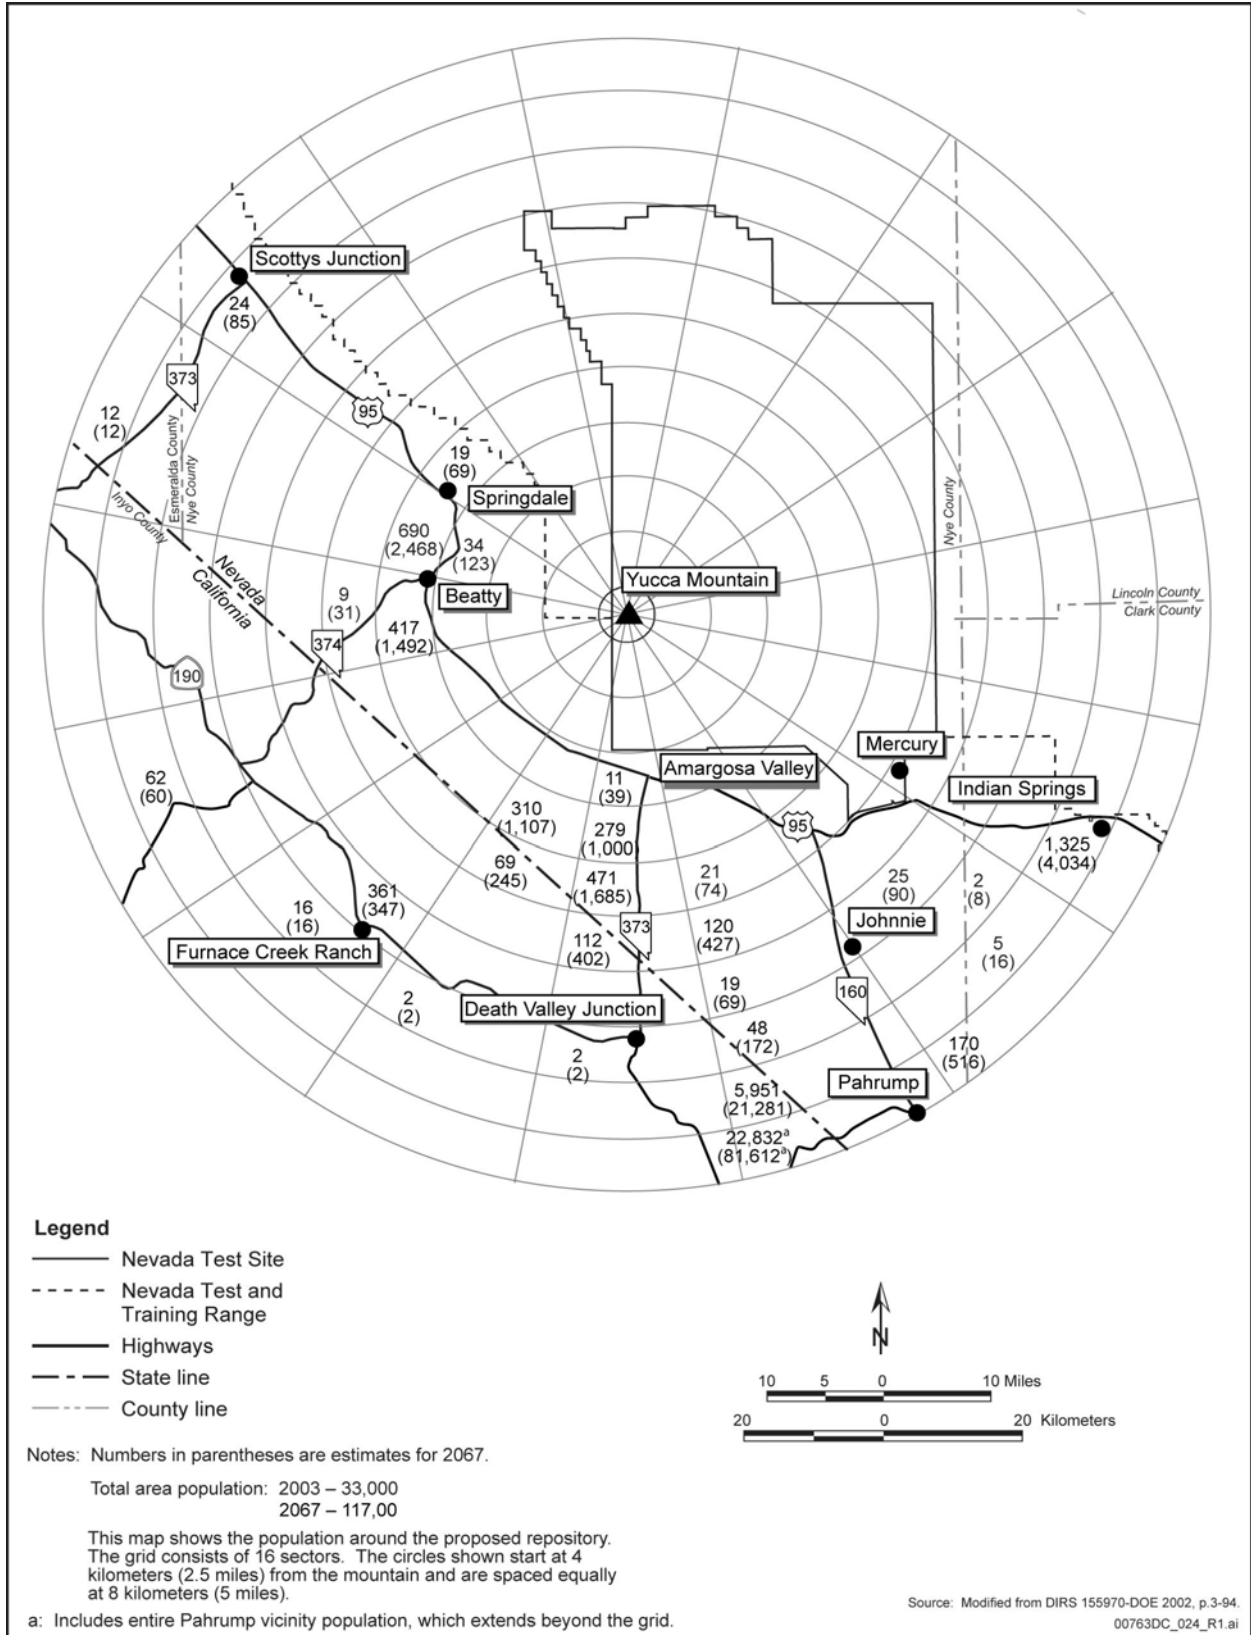 Scottys Junction
24
(85)
373
95
12
(12)
Esmeralda County
Nye County
Inyo County
19
(69)
Springdale
690
(2,468)
34
(123)
Nevada
California
Beatty
9
(31)
417
(1,492)
374
190
Yucca Mountain
Nye County
Lincoln County
Clark County
Mercury
Amargosa Valley
Indian Springs
62
(60)
11
(39)
310
(1,107)
279
(1,000)
95
1,325
(4,034)
69
(245)
471
(1,685)
21
(74)
25
(90)
2
(8)
361
(347)
16
(16)
Furnace Creek Ranch
373
112
(402)
120
(427)
Johnnie
5
(16)
2
(2)
Death Valley Junction
19
(69)
160
48
(172)
170
(516)
2
(2)
Pahrump
5,951
(21,281)
22,832ᵃ
(81,612ᵃ)
Legend
Nevada Test Site
Nevada Test and
Training Range
Highways
State line
County line
N
10 5 0 10 Miles
20 0 20 Kilometers
Notes: Numbers in parentheses are estimates for 2067.
Total area population: 2003 – 33,000
2067 – 117,00
This map shows the population around the proposed repository.
The grid consists of 16 sectors. The circles shown start at 4
kilometers (2.5 miles) from the mountain and are spaced equally
at 8 kilometers (5 miles).
a: Includes entire Pahrump vicinity population, which extends beyond the grid.
Source: Modified from DIRS 155970-DOE 2002, p.3-94.
00763DC_024_R1.ai